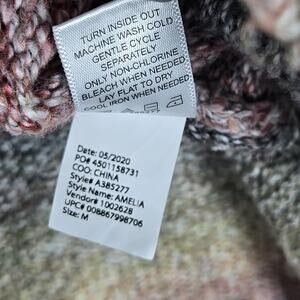 TURN INSIDE OUT
MACHINE WASH COLD
GENTLE CYCLE
SEPARATELY
ONLY NON-CHLORINE
BLEACH WHEN NEEDED
LAY FLAT TO DRY
COOL IRON WHEN NEEDED
Date: 05/2020
PO# 4501158731
COO: CHINA
Style# A385277
Style Name: AMELIA
Vendor# 1002628
UPC# 008867998706
Size: M